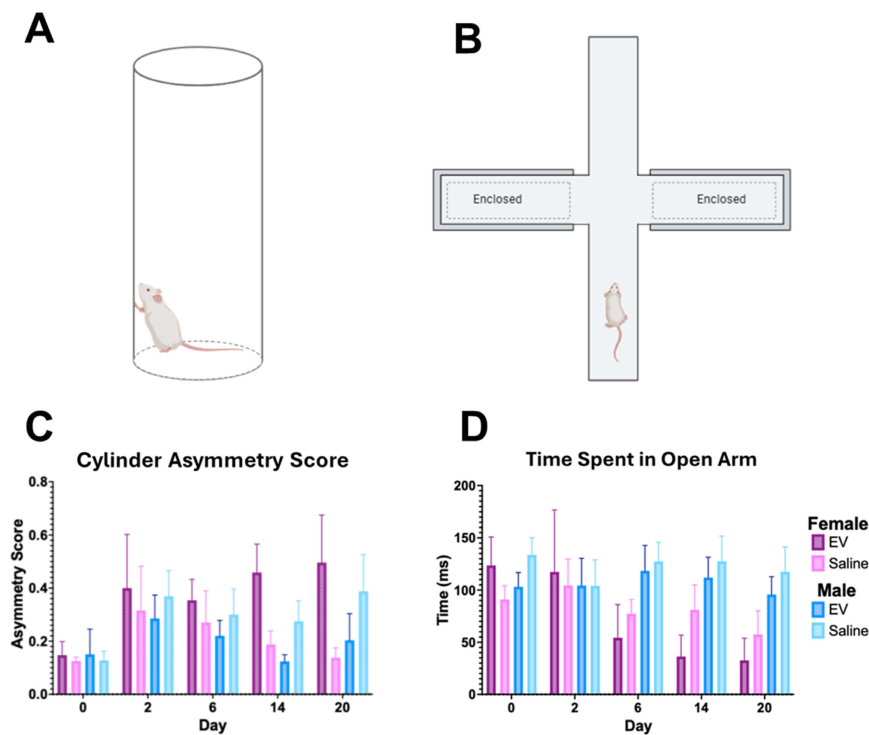 A
B
Enclosed
Enclosed
C
Cylinder Asymmetry Score
Asymmetry Score
0.8
0.6
0.4
0.2
0.0
0 2 6 14 20
Day
D
Time Spent in Open Arm
Time (ms)
200
150
100
50
0
0 2 6 14 20
Day
Female
EV
Saline
Male
EV
Saline